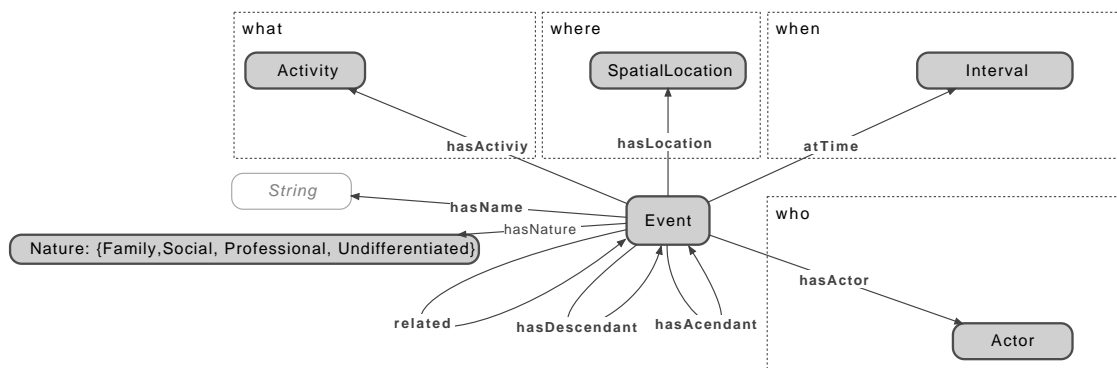 what
where
when
Activity
SpatialLocation
Interval
hasActiviy
hasLocation
atTime
String
hasName
Event
who
hasNature
Nature: {Family,Social, Professional, Undifferentiated}
hasActor
related
hasDescendant
hasAcendant
Actor